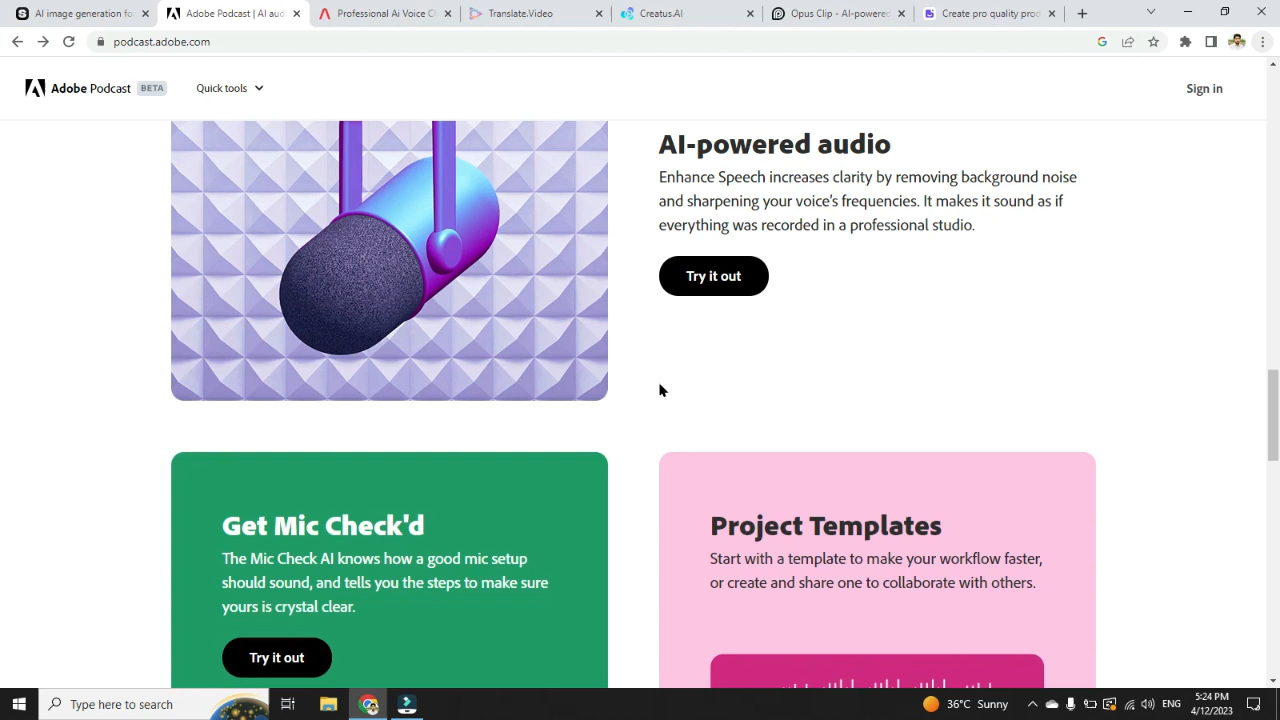 AI image generation fo
Adobe Podcast | AI aud
Professional Ai Voice C
Translate.Video
Creatus.AI
Opus Clip - AI-powered
Create pro quality prod
podcast.adobe.com
Adobe Podcast BETA
Quick tools
Sign in
AI-powered audio
Enhance Speech increases clarity by removing background noise
and sharpening your voice's frequencies. It makes it sound as if
everything was recorded in a professional studio.
Try it out
Get Mic Check'd
The Mic Check AI knows how a good mic setup
should sound, and tells you the steps to make sure
yours is crystal clear.
Try it out
Project Templates
Start with a template to make your workflow faster,
or create and share one to collaborate with others.
Type here to search
36°C Sunny
ENG
5:24 PM
4/12/2023